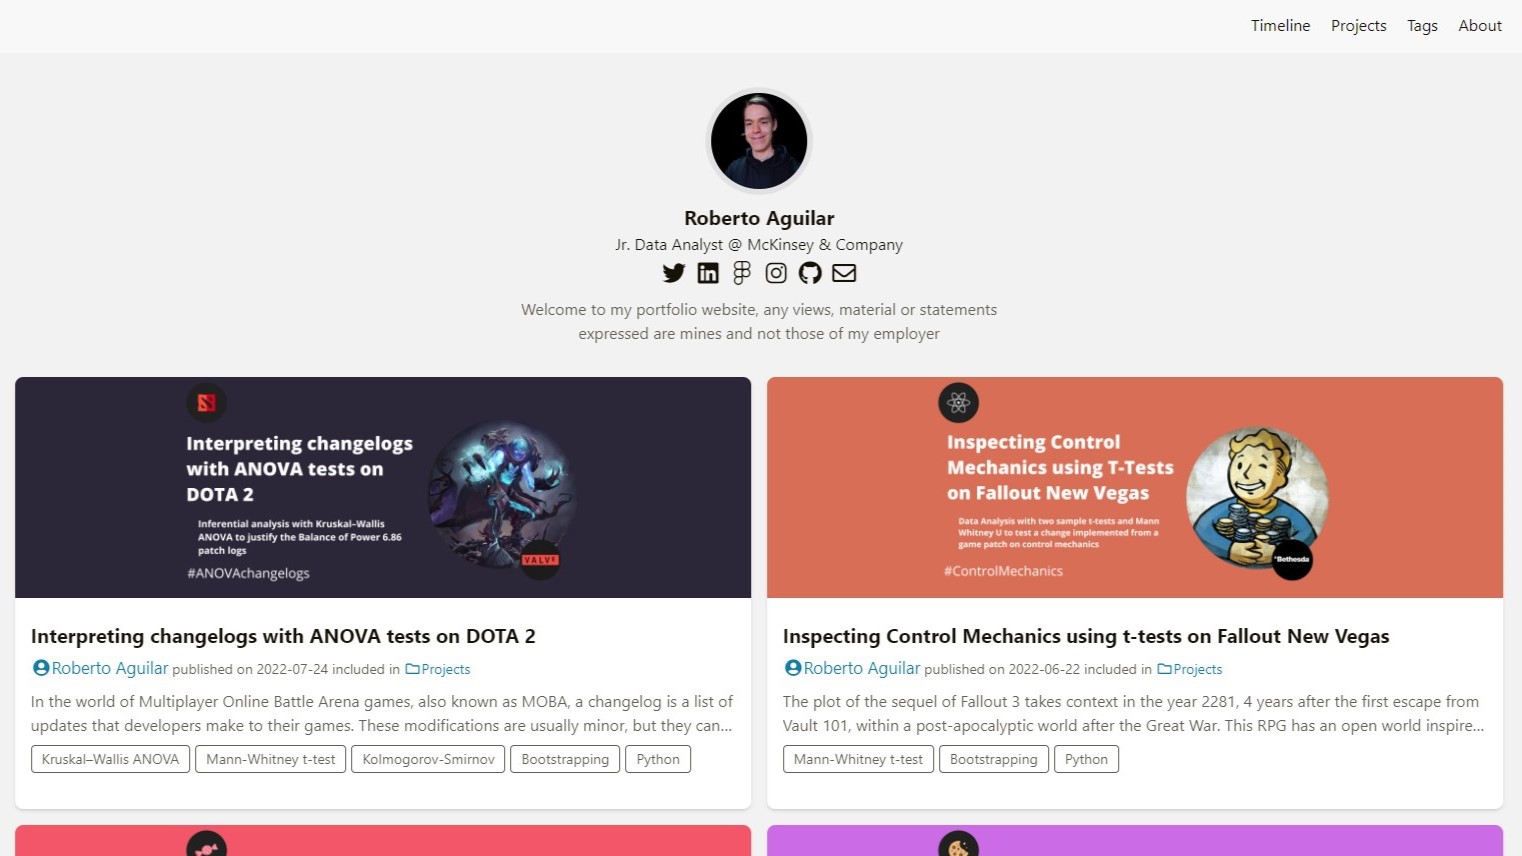 Timeline Projects Tags About
Roberto Aguilar
Jr. Data Analyst @ McKinsey & Company
Welcome to my portfolio website, any views, material or statements
expressed are mines and not those of my employer
Interpreting changelogs
with ANOVA tests on
DOTA 2
Inferential analysis with Kruskal–Wallis
ANOVA to justify the Balance of Power 6.86
patch logs
VALVE
#ANOVAchangelogs
Interpreting changelogs with ANOVA tests on DOTA 2
Roberto Aguilar published on 2022-07-24 included in Projects
In the world of Multiplayer Online Battle Arena games, also known as MOBA, a changelog is a list of
updates that developers make to their games. These modifications are usually minor, but they can...
Kruskal–Wallis ANOVA Mann-Whitney t-test Kolmogorov-Smirnov Bootstrapping Python
Inspecting Control
Mechanics using T-Tests
on Fallout New Vegas
Data Analysis with two sample t-tests and Mann
Whitney U to test a change implemented from a
game patch on control mechanics
Bethesda
#ControlMechanics
Inspecting Control Mechanics using t-tests on Fallout New Vegas
Roberto Aguilar published on 2022-06-22 included in Projects
The plot of the sequel of Fallout 3 takes context in the year 2281, 4 years after the first escape from
Vault 101, within a post-apocalyptic world after the Great War. This RPG has an open world inspire...
Mann-Whitney t-test Bootstrapping Python